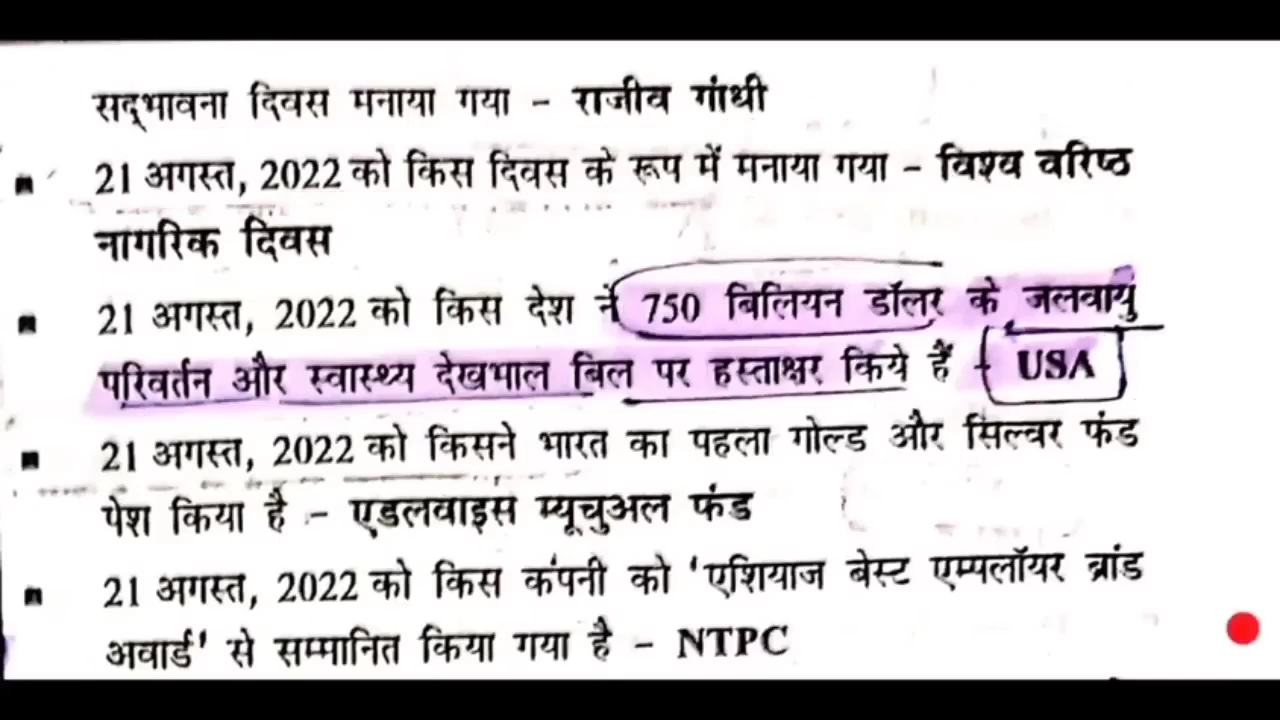 सद्भावना दिवस मनाया गया – राजीव गांधी
21 अगस्त, 2022 को किस दिवस के रूप में मनाया गया – विश्व वरिष्ठ
नागरिक दिवस
21 अगस्त, 2022 को किस देश ने 750 बिलियन डॉलर के जलवायु
परिवर्तन और स्वास्थ्य देखभाल बिल पर हस्ताक्षर किये हैं – USA
21 अगस्त, 2022 को किसने भारत का पहला गोल्ड और सिल्वर फंड
पेश किया है – एडलवाइस म्यूचुअल फंड
21 अगस्त, 2022 को किस कंपनी को 'एशियाज बेस्ट एम्पलॉयर ब्रांड
अवार्ड' से सम्मानित किया गया है – NTPC